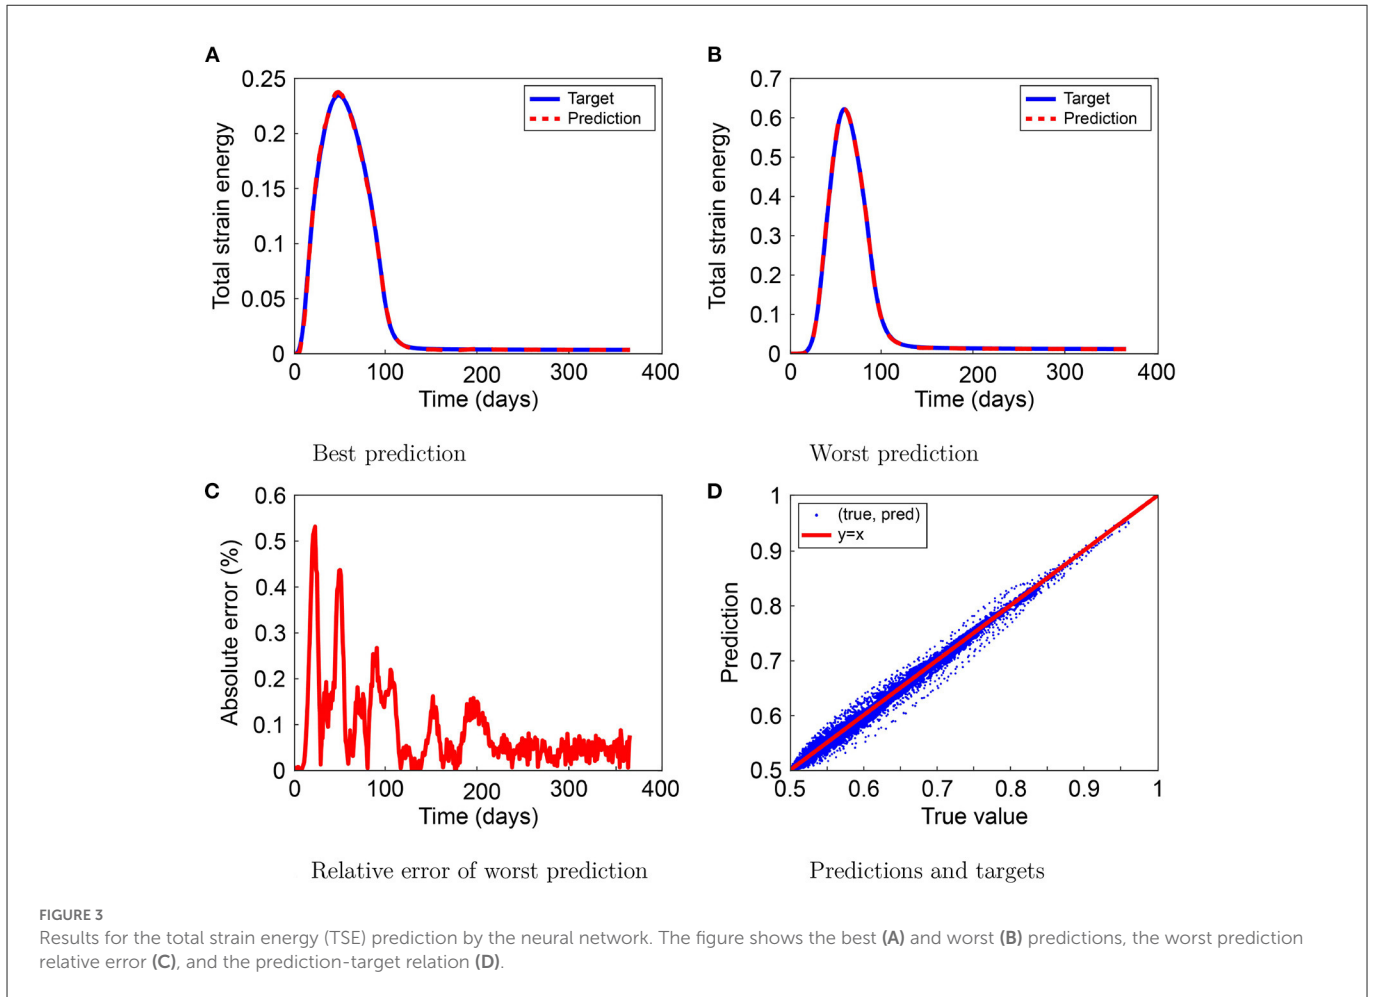 A
0.25
0.2
0.15
0.1
0.05
0
Total strain energy
Target
Prediction
0 100 200 300 400
Time (days)
Best prediction
B
0.7
0.6
0.5
0.4
0.3
0.2
0.1
0
Total strain energy
Target
Prediction
0 100 200 300 400
Time (days)
Worst prediction
C
0.6
0.5
0.4
0.3
0.2
0.1
0
Absolute error (%)
0 100 200 300 400
Time (days)
Relative error of worst prediction
D
1
0.9
0.8
0.7
0.6
0.5
Prediction
(true, pred)
y=x
0.5 0.6 0.7 0.8 0.9 1
True value
Predictions and targets
FIGURE 3
Results for the total strain energy (TSE) prediction by the neural network. The figure shows the best (A) and worst (B) predictions, the worst prediction
relative error (C), and the prediction-target relation (D).